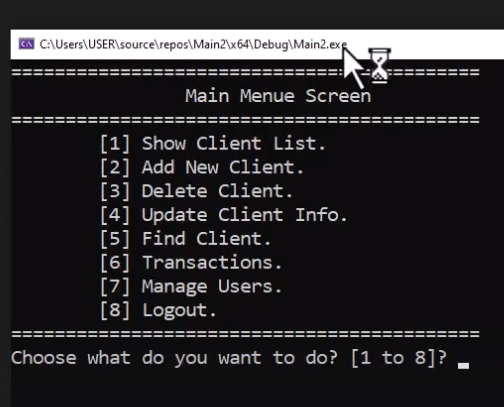 C:\Users\USER\source\repos\Main2\x64\Debug\Main2.exe
===========================================
Main Menue Screen
===========================================
[1] Show Client List.
[2] Add New Client.
[3] Delete Client.
[4] Update Client Info.
[5] Find Client.
[6] Transactions.
[7] Manage Users.
[8] Logout.
===========================================
Choose what do you want to do? [1 to 8]?